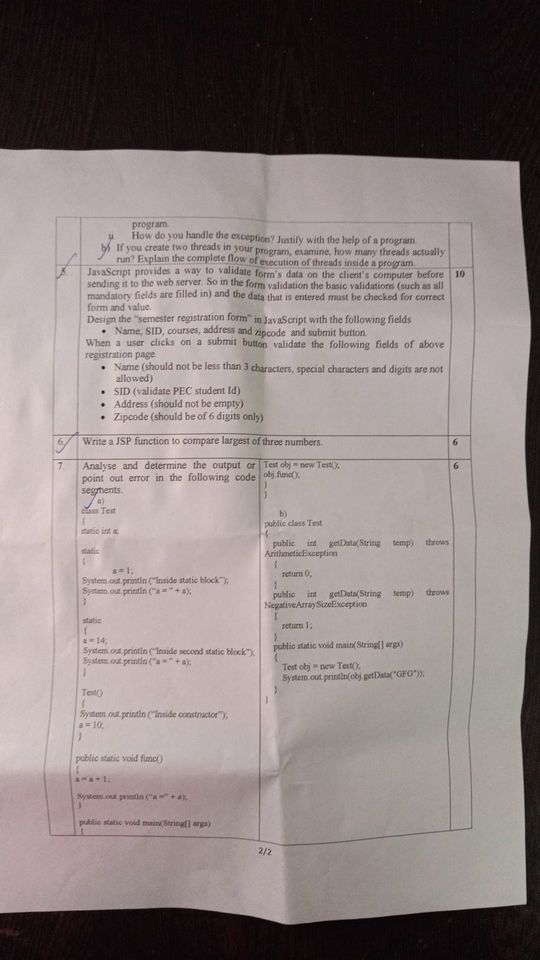 program.
ii. How do you handle the exception? Justify with the help of a program.
b) If you create two threads in your program, examine, how many threads actually
run? Explain the complete flow of execution of threads inside a program.
5. JavaScript provides a way to validate form's data on the client's computer before 10
sending it to the web server. So in the form validation the basic validations (such as all
mandatory fields are filled in) and the data that is entered must be checked for correct
form and value.
Design the "semester registration form" in JavaScript with the following fields
• Name, SID, courses, address and zipcode and submit button.
When a user clicks on a submit button validate the following fields of above
registration page.
• Name (should not be less than 3 characters, special characters and digits are not
allowed)
• SID (validate PEC student Id)
• Address (should not be empty)
• Zipcode (should be of 6 digits only)
6. Write a JSP function to compare largest of three numbers. 6
7. Analyse and determine the output or
point out error in the following code
segments.
a)
class Test
{
static int a;
static
{
a = 1;
System.out.println ("Inside static block");
System.out.println ("a = " + a);
}
static
{
a = 14;
System.out.println ("Inside second static block");
System.out.println ("a = " + a);
}
Test()
{
System.out.println ("Inside constructor");
a = 10;
}
public static void func()
{
a = a + 1;
System.out.println ("a =" + a);
}
public static void main(String[] args)
{
Test obj = new Test(); 6
obj.func();
}
}
b)
public class Test
{
public int getData(String temp) throws
ArithmeticException
{
return 0;
}
public int getData(String temp) throws
NegativeArraySizeException
{
return 1;
}
public static void main(String[] args)
{
Test obj = new Test();
System.out.println(obj.getData("GFG"));
}
}
2/2